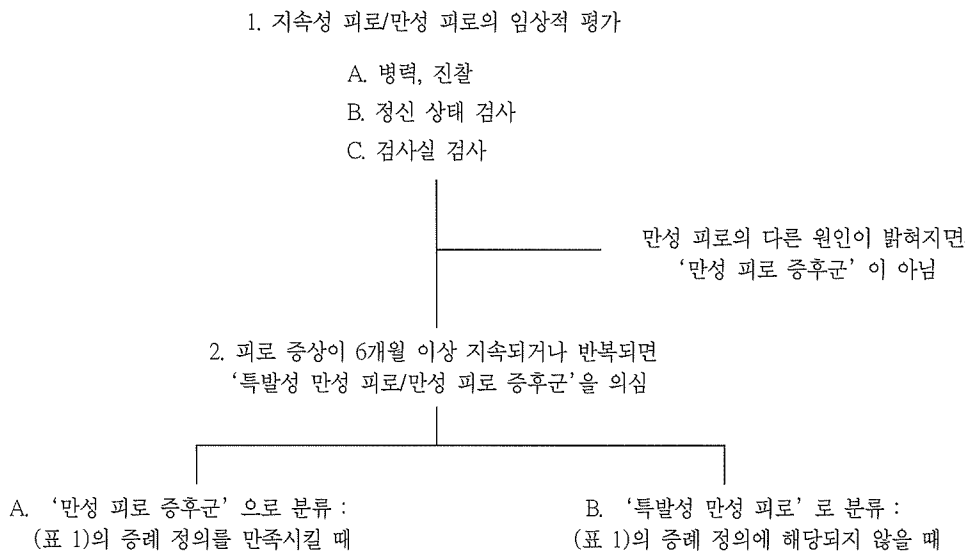 1. 지속성 피로/만성 피로의 임상적 평가
A. 병력, 진찰
B. 정신 상태 검사
C. 검사실 검사
만성 피로의 다른 원인이 밝혀지면
‘만성 피로 증후군’ 이 아님
2. 피로 증상이 6개월 이상 지속되거나 반복되면
‘특발성 만성 피로/만성 피로 증후군’을 의심
A. ‘만성 피로 증후군’ 으로 분류 :
(표 1)의 증례 정의를 만족시킬 때
B. ‘특발성 만성 피로’ 로 분류 :
(표 1)의 증례 정의에 해당되지 않을 때